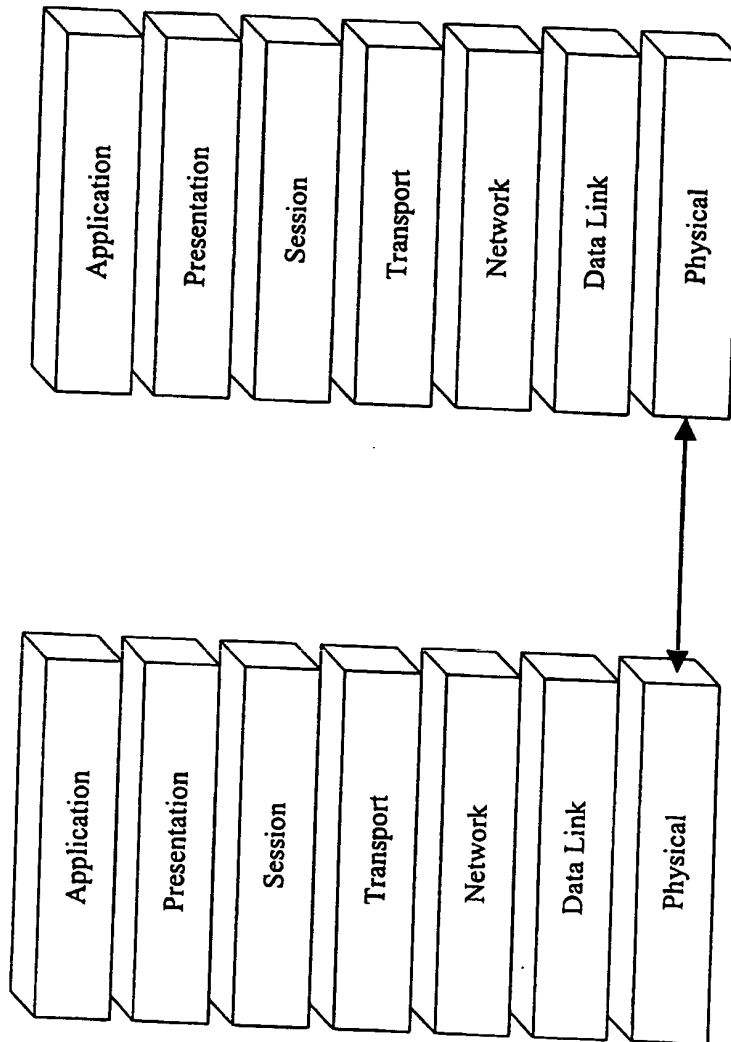 Application
Presentation
Session
Transport
Network
Data Link
Physical
Application
Presentation
Session
Transport
Network
Data Link
Physical